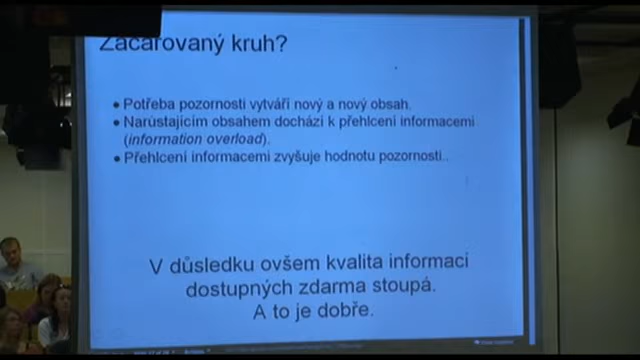 Začarovaný kruh?
● Potřeba pozornosti vytváří nový a nový obsah.
● Narůstajícím obsahem dochází k přehlcení informacemi
(information overload).
● Přehlcení informacemi zvyšuje hodnotu pozornosti..
V důsledku ovšem kvalita informací
dostupných zdarma stoupá.
A to je dobře.